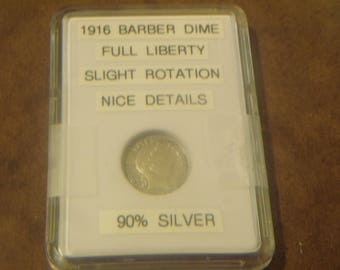 1916 BARBER DIME
FULL LIBERTY
SLIGHT ROTATION
NICE DETAILS
90% SILVER